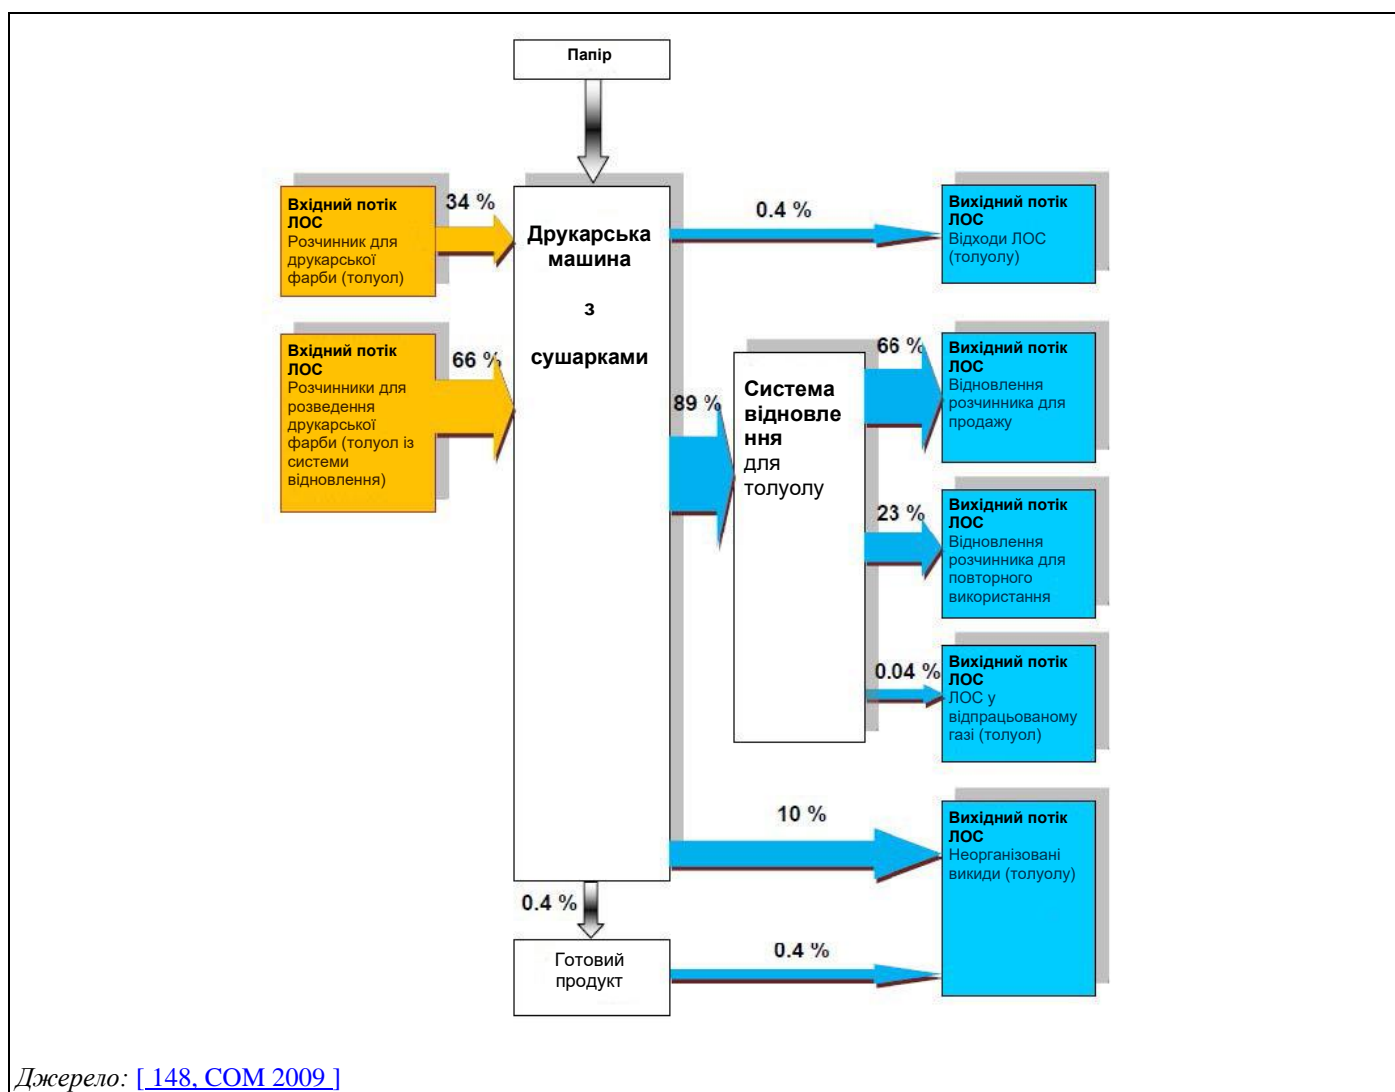 Папір
Вхідний потік
ЛОС
Розчинник для
друкарської
фарби (толуол)
34 %
Вхідний потік
ЛОС
Розчинники для
розведення
друкарської
фарби (толуол із
системи
відновлення)
66 %
Друкарська
машина
з
сушарками
0.4 %
Вихідний потік
ЛОС
Відходи ЛОС
(толуолу)
89 %
Система
відновле
ння
для
толуолу
66 %
Вихідний потік
ЛОС
Відновлення
розчинника для
продажу
23 %
Вихідний потік
ЛОС
Відновлення
розчинника для
повторного
використання
0.04 %
Вихідний потік
ЛОС
ЛОС у
відпрацьованому
газі (толуол)
10 %
Вихідний потік
ЛОС
Неорганізовані
викиди (толуолу)
0.4 %
Готовий
продукт
0.4 %
Джерело: [ 148, COM 2009 ]